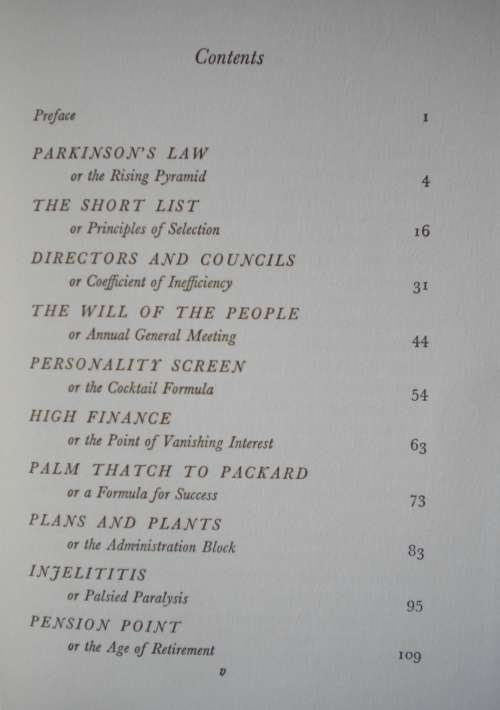 Contents
Preface 1
PARKINSON'S LAW
or the Rising Pyramid 4
THE SHORT LIST
or Principles of Selection 16
DIRECTORS AND COUNCILS
or Coefficient of Inefficiency 31
THE WILL OF THE PEOPLE
or Annual General Meeting 44
PERSONALITY SCREEN
or the Cocktail Formula 54
HIGH FINANCE
or the Point of Vanishing Interest 63
PALM THATCH TO PACKARD
or a Formula for Success 73
PLANS AND PLANTS
or the Administration Block 83
INJELITITIS
or Palsied Paralysis 95
PENSION POINT
or the Age of Retirement 109
v